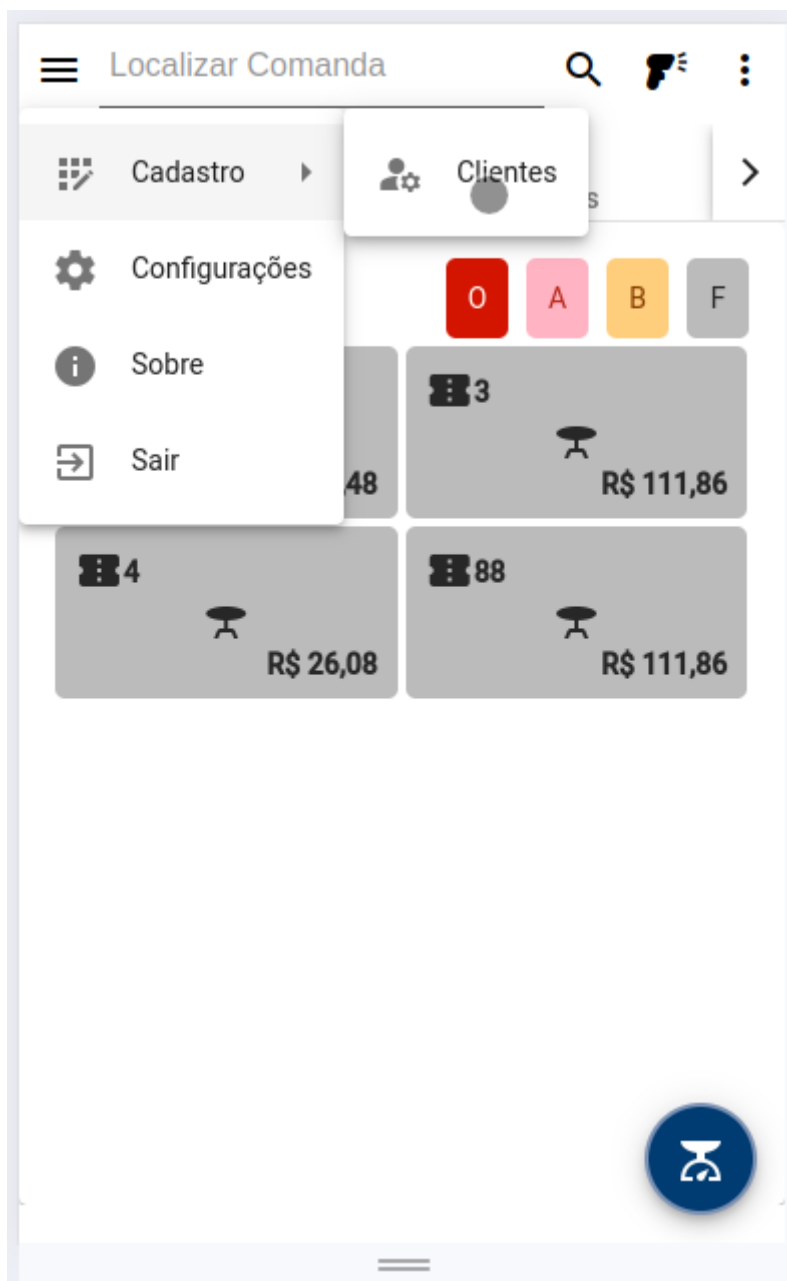 Localizar Comanda
Cadastro
Clientes
s
Configurações
O A B F
Sobre
3
Sair
,48
R$ 111,86
4
88
R$ 26,08
R$ 111,86